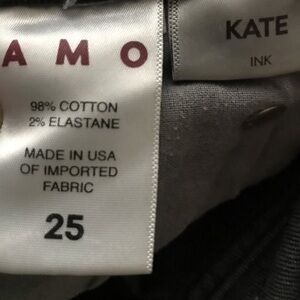 AMO
98% COTTON
2% ELASTANE
MADE IN USA
OF IMPORTED
FABRIC
25
KATE
INK